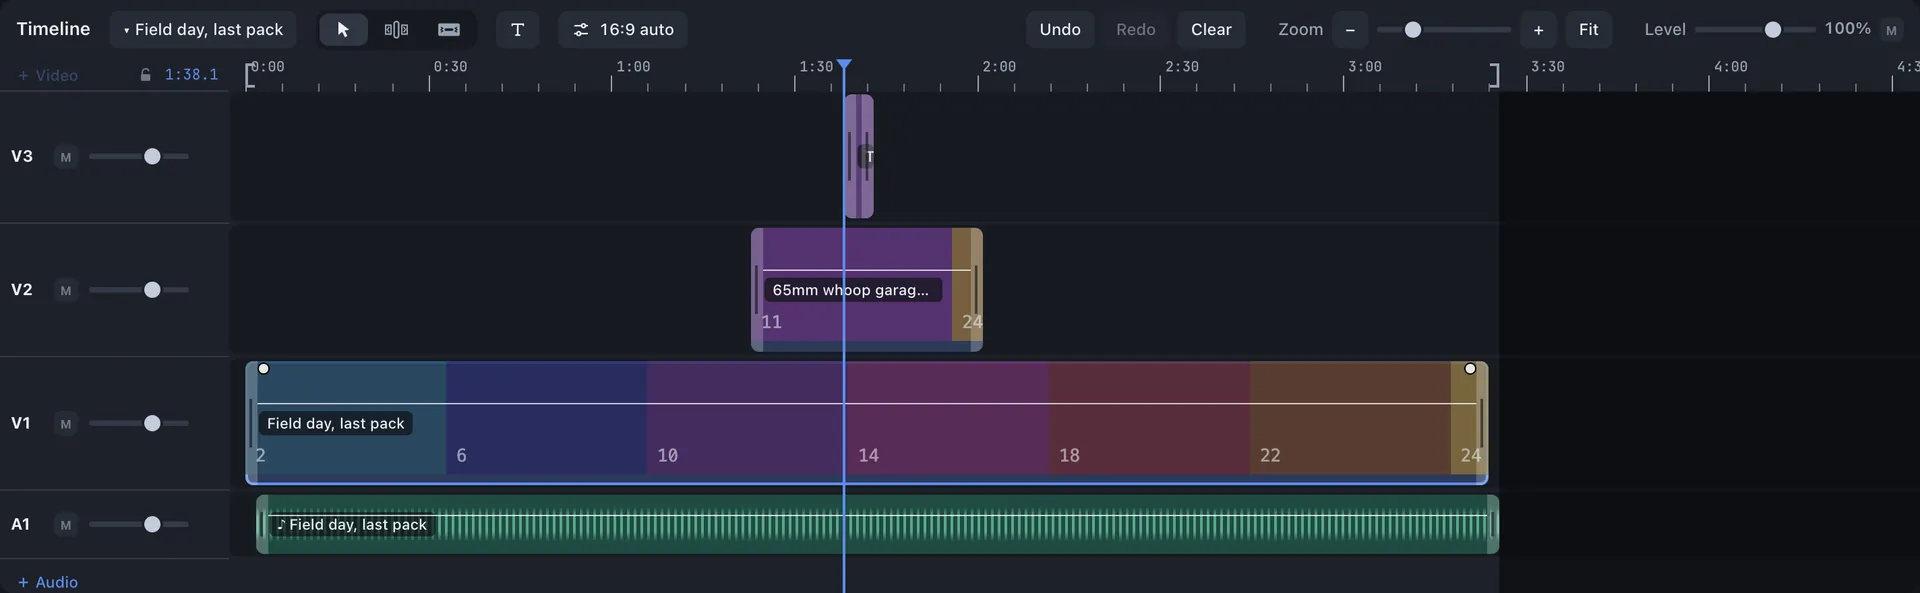 Timeline
▾ Field day, last pack
T
16:9 auto
Undo
Redo
Clear
Zoom
−
+
Fit
Level
100%
M
+ Video
1:38.1
0:00
0:30
1:00
1:30
2:00
2:30
3:00
3:30
4:00
4:3
V3
M
T
V2
M
65mm whoop garag...
11
24
V1
M
Field day, last pack
2
6
10
14
18
22
24
A1
M
♪ Field day, last pack
+ Audio